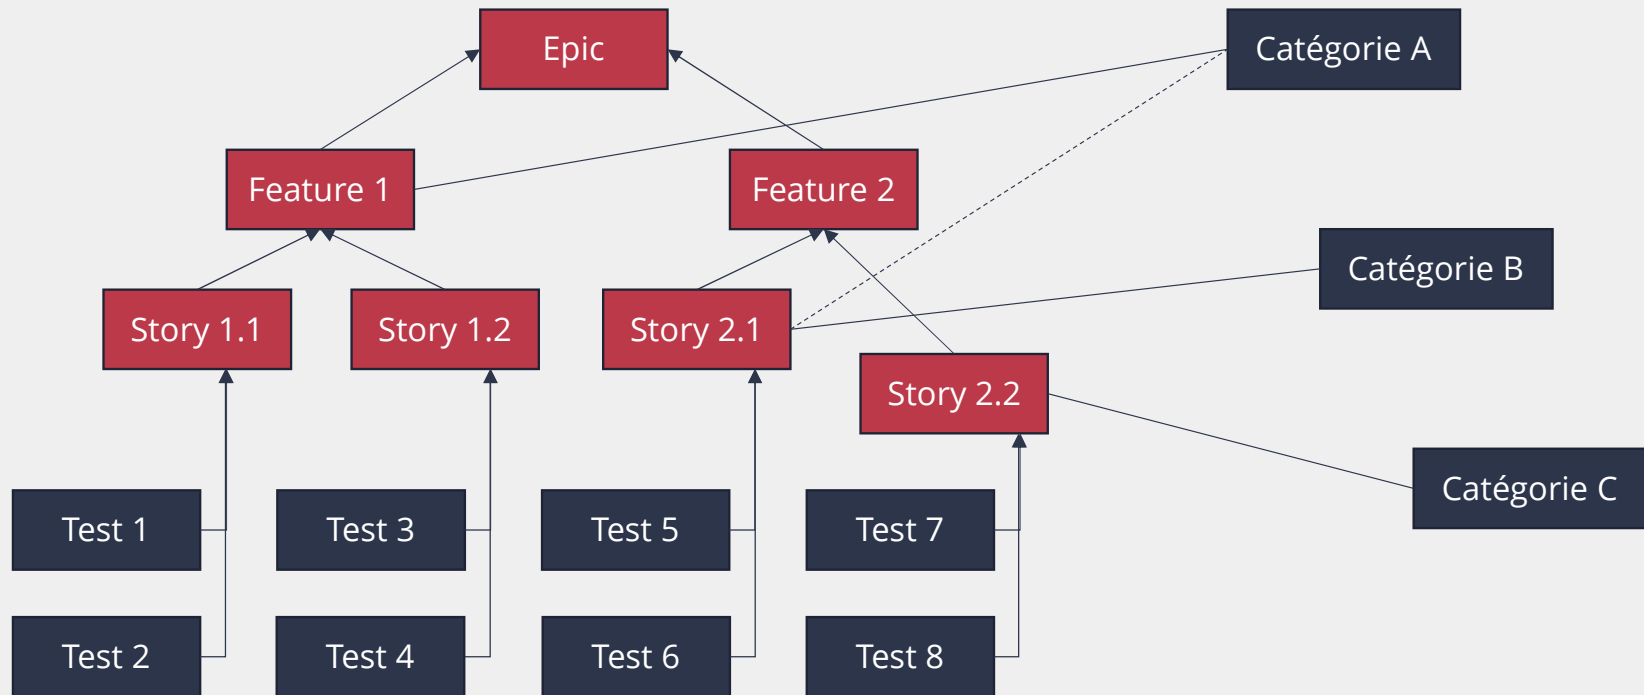 Epic
Catégorie A
Feature 1
Feature 2
Catégorie B
Story 1.1
Story 1.2
Story 2.1
Story 2.2
Catégorie C
Test 1
Test 3
Test 5
Test 7
Test 2
Test 4
Test 6
Test 8